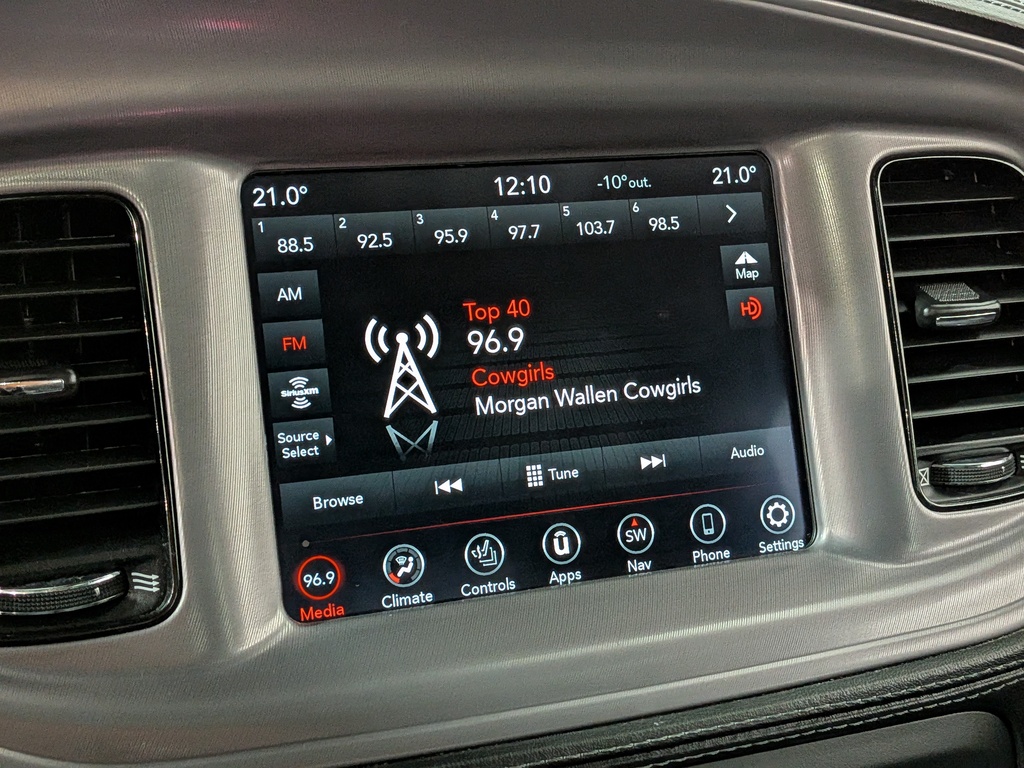 21.0° 12:10 -10°out. 21.0°
1 2 3 4 5 6
88.5 92.5 95.9 97.7 103.7 98.5
AM
Map
FM
HD
Top 40
96.9
Cowgirls
Morgan Wallen Cowgirls
SiriusXM
Source
Select
Browse Tune Audio
96.9 SW
Media Climate Controls Apps Nav Phone Settings